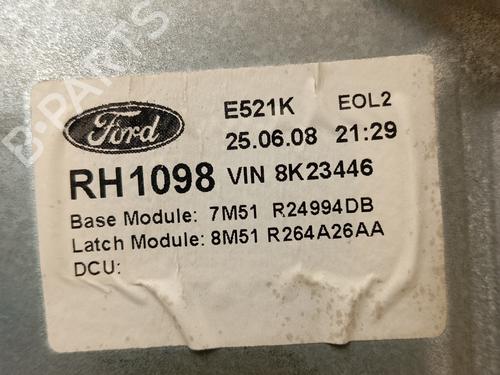 B-PARTS
Ford
E521K EOL2
25.06.08 21:29
RH1098 VIN 8K23446
Base Module: 7M51 R24994DB
Latch Module: 8M51 R264A26AA
DCU: